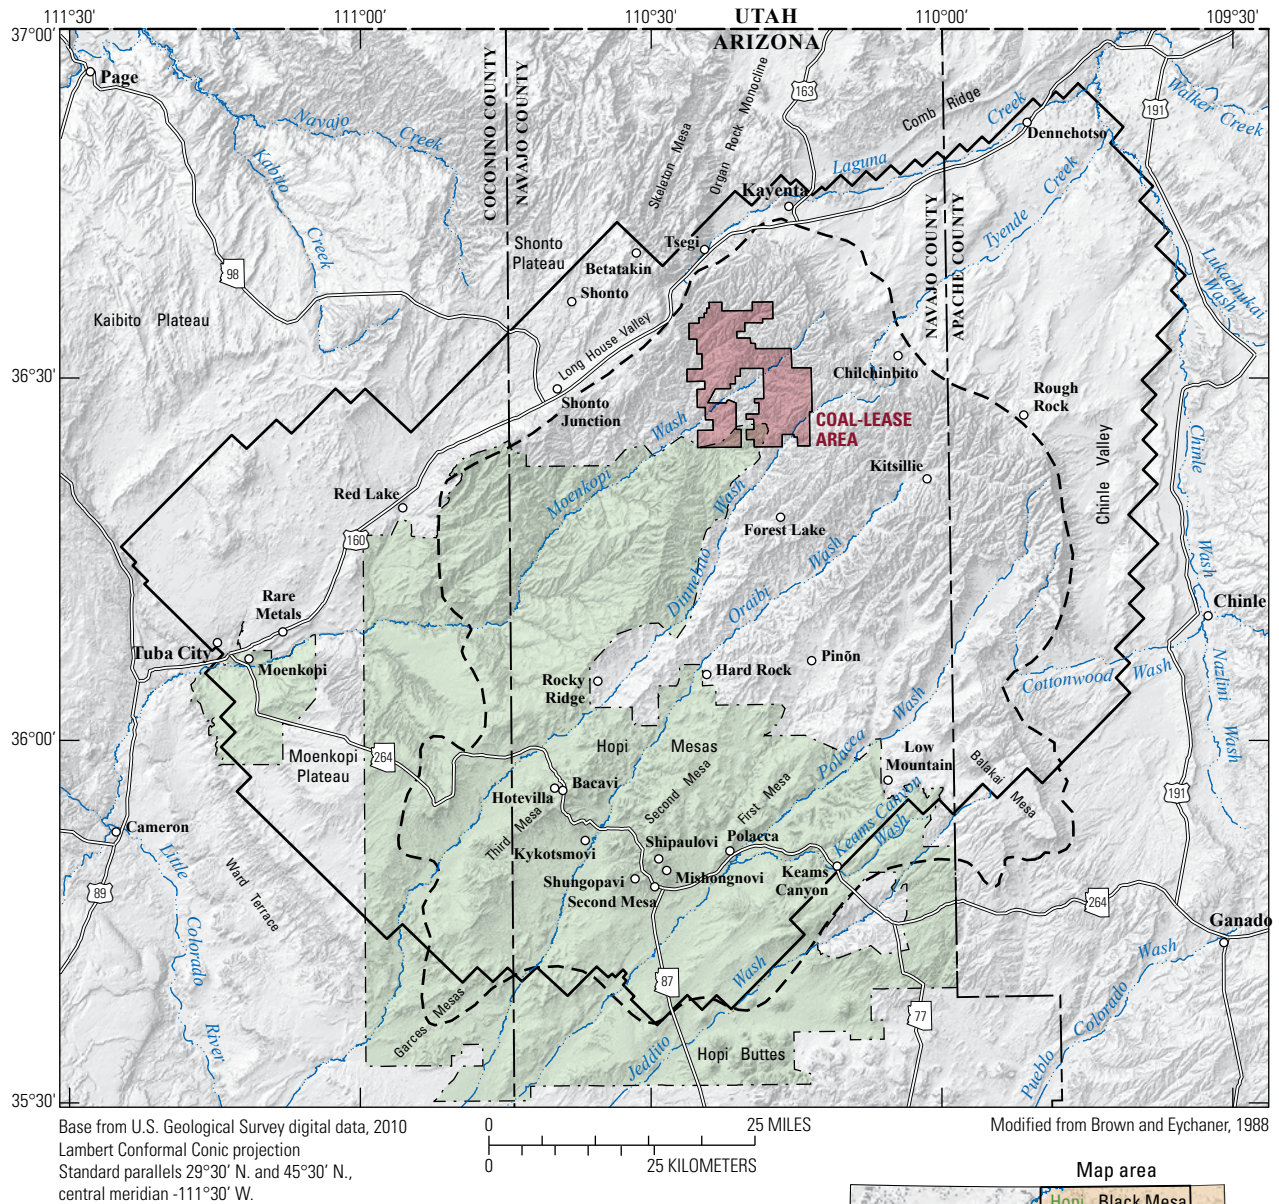 111°30'
111°00'
110°30'
110°00'
109°30'
UTAH
ARIZONA
37°00'
36°30'
36°00'
35°30'
COCONINO COUNTY
NAVAJO COUNTY
Page
Navajo
Creek
Kabito
Creek
98
Kaibito Plateau
Skeleton Mesa
Organ Rock Monocline
163
Comb Ridge
Laguna
Creek
Dennehotso
191
Walker
Creek
Kayenta
Tsegi
Shonto
Plateau
Betatakin
Shonto
Tyende
Creek
NAVAJO COUNTY
APACHE COUNTY
Lukachukai
Wash
Long House Valley
Shonto
Junction
Chilchinbito
Rough
Rock
COAL-LEASE
AREA
Moenkopi
Wash
Kitsillie
Chinle Valley
Chinle
Wash
Red Lake
160
Forest Lake
Dinnebito
Wash
Oraibi
Wash
Rare
Metals
Tuba City
Moenkopi
Chinle
Hard Rock
Pinõn
Rocky
Ridge
Cottonwood
Wash
Nazlini
Wash
Moenkopi
Plateau
264
Hopi
Mesas
Polacca
Wash
Low
Mountain
Balakai
Mesa
191
Bacavi
Hotevilla
Second Mesa
First Mesa
Third Mesa
Keams Canyon
Wash
Cameron
Kykotsmovi
Shipaulovi
Polacca
Shungopavi
Mishongnovi
Second Mesa
Keams
Canyon
Little
Colorado
River
Ward Terrace
89
264
Ganado
87
Wash
77
Wash
Colorado
Pueblo
Garces Mesas
Jeddito
Hopi Buttes
Base from U.S. Geological Survey digital data, 2010
Lambert Conformal Conic projection
Standard parallels 29°30' N. and 45°30' N.,
central meridian -111°30' W.
0
25 MILES
0
25 KILOMETERS
Modified from Brown and Eychaner, 1988
Map area
Hopi
Black Mesa